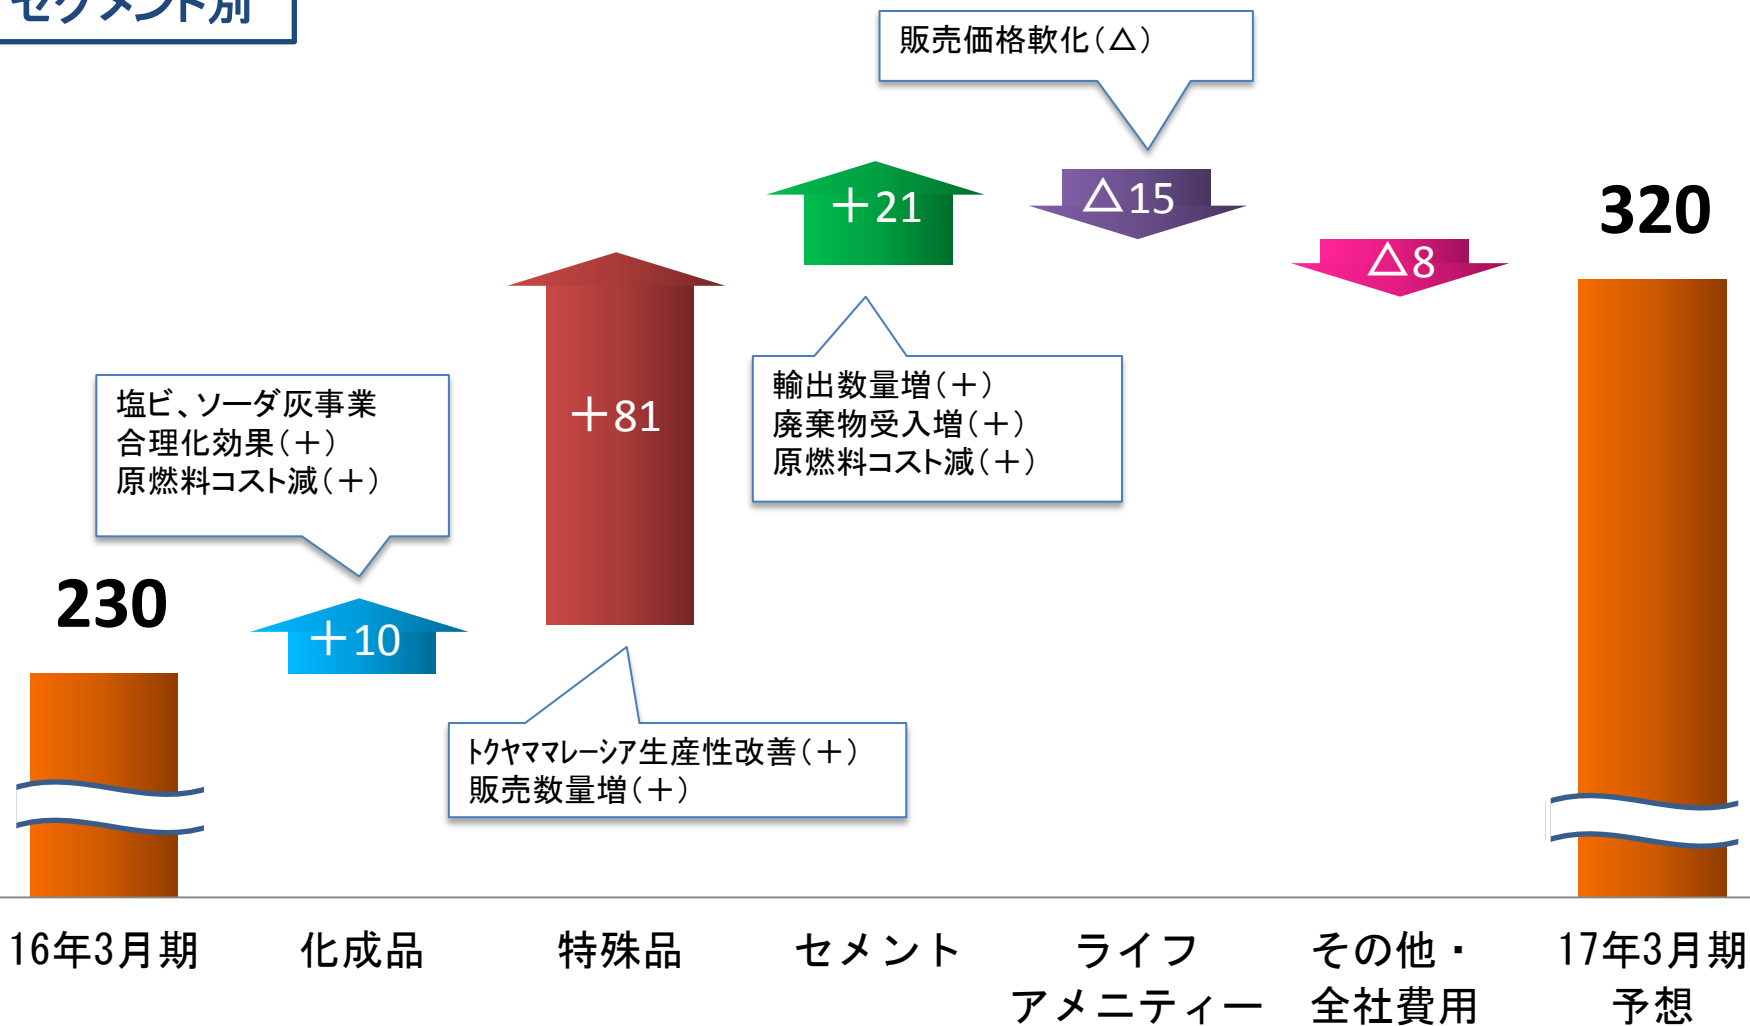 セグメント別
販売価格軟化(△)
+21
△15
320
△8
+81
輸出数量増(+)
廃棄物受入増(+)
原燃料コスト減(+)
塩ビ、ソーダ灰事業
合理化効果(+)
原燃料コスト減(+)
230
+10
トクヤママレーシア生産性改善(+)
販売数量増(+)
16年3月期
化成品
特殊品
セメント
ライフ
アメニティー
その他・
全社費用
17年3月期
予想